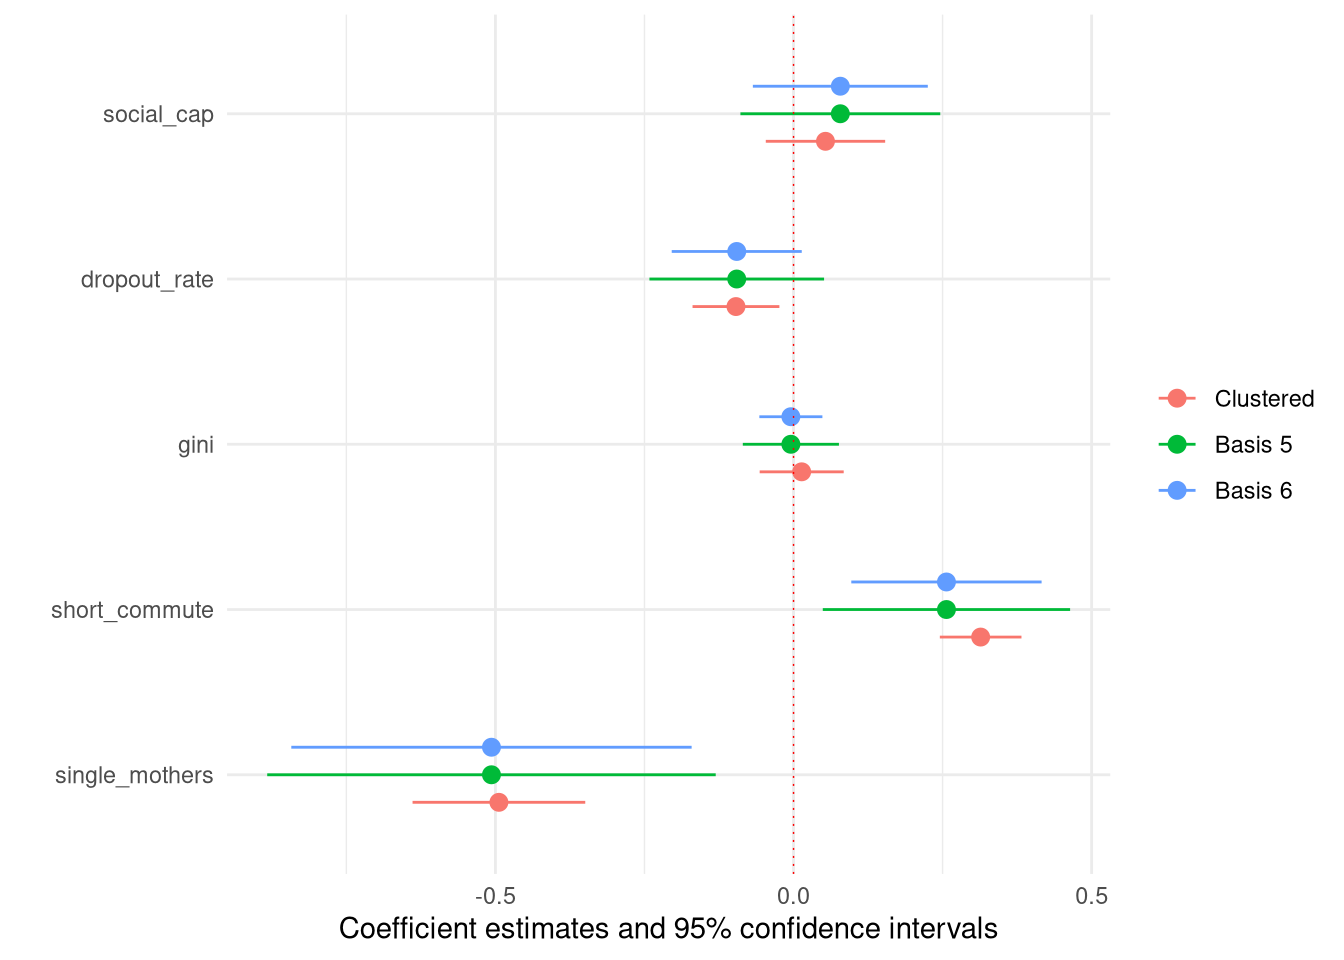 social_cap
dropout_rate
gini
short_commute
single_mothers
-0.5
0.0
0.5
Coefficient estimates and 95% confidence intervals
Clustered
Basis 5
Basis 6